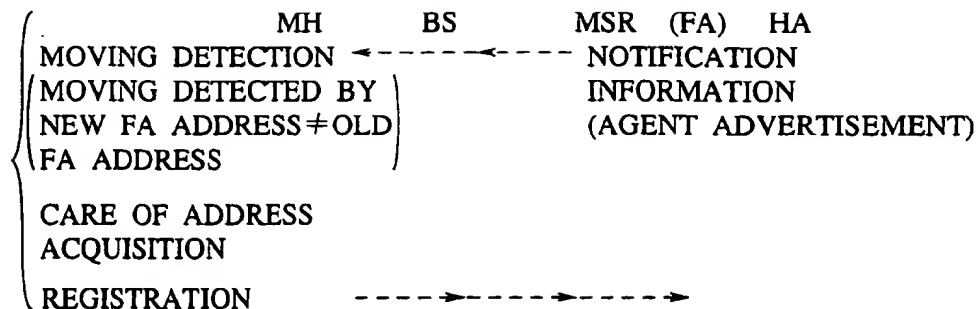 MH BS MSR (FA) HA
MOVING DETECTION NOTIFICATION
MOVING DETECTED BY INFORMATION
NEW FA ADDRESS≠OLD (AGENT ADVERTISEMENT)
FA ADDRESS
CARE OF ADDRESS
ACQUISITION
REGISTRATION